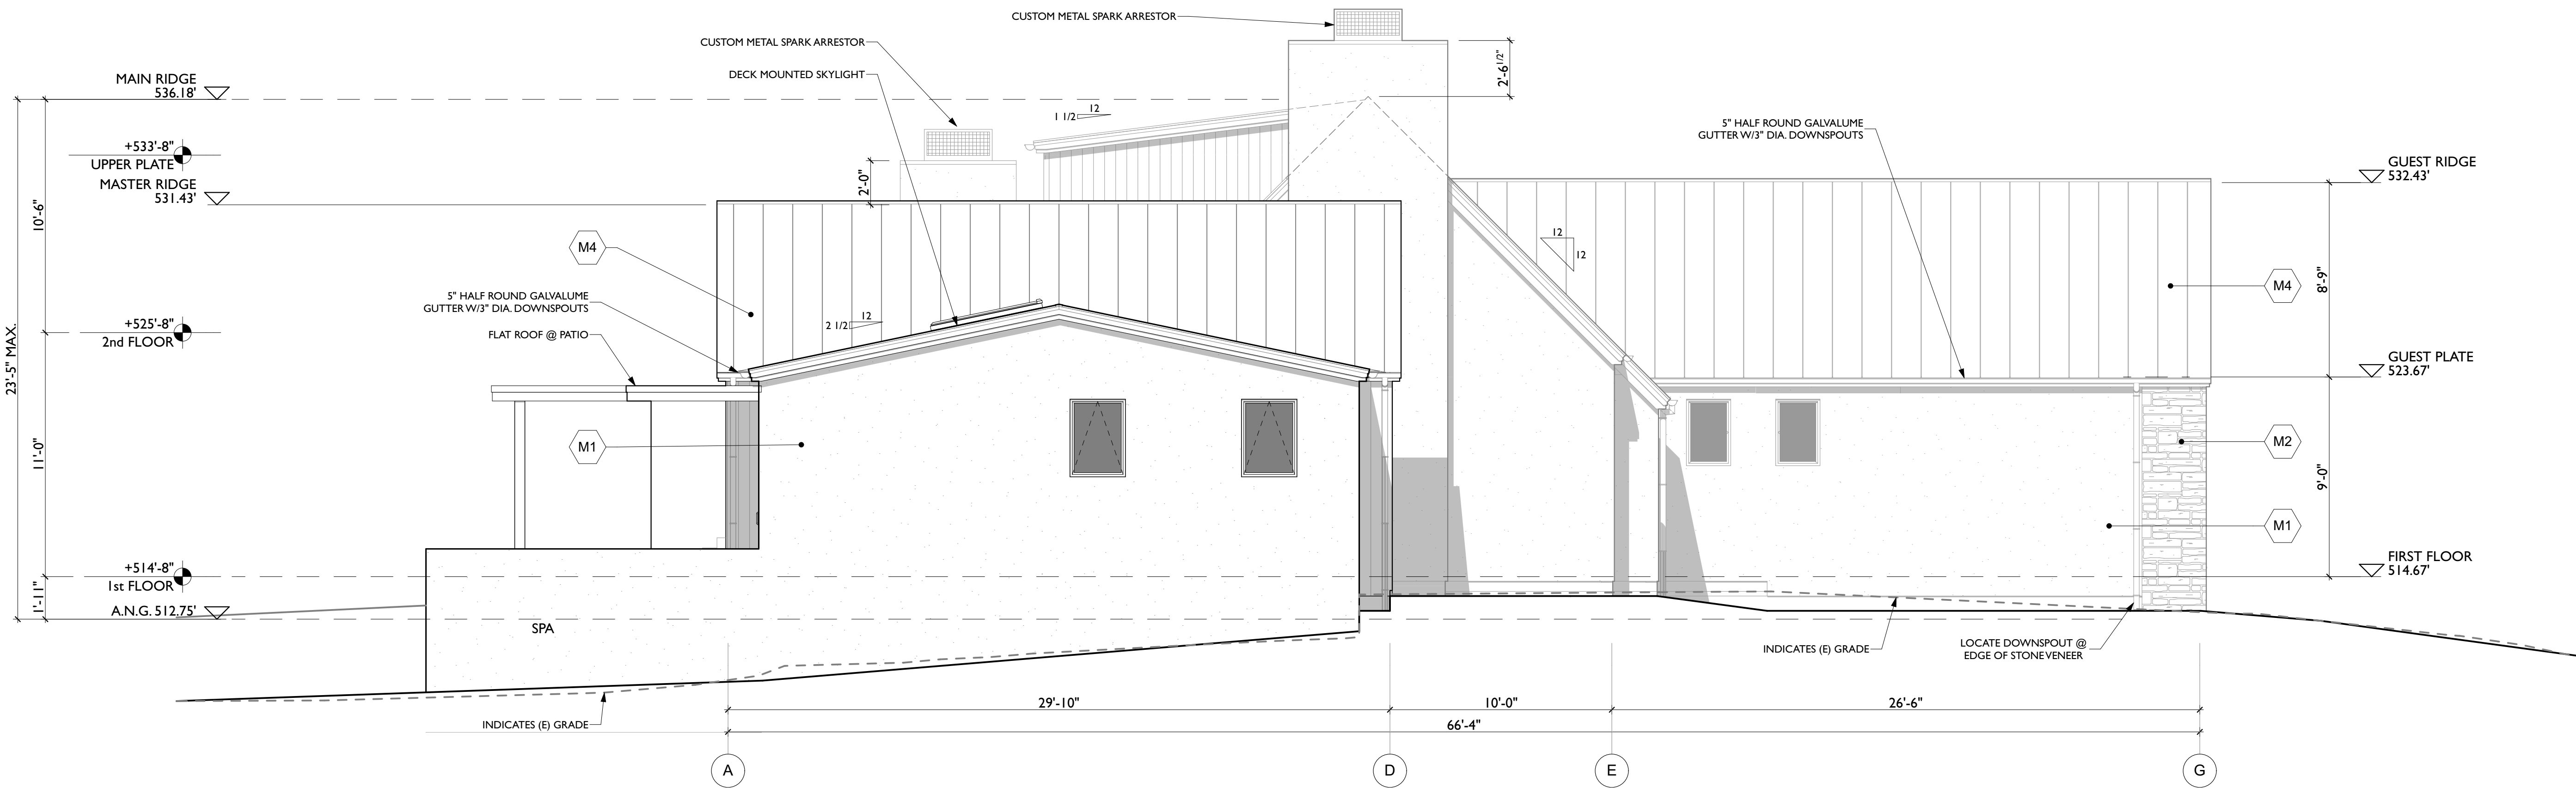 CUSTOM METAL SPARK ARRESTOR
CUSTOM METAL SPARK ARRESTOR
DECK MOUNTED SKYLIGHT
2'-6 1/2"
MAIN RIDGE
536.18'
12
1 1/2
5" HALF ROUND GALVALUME
GUTTER W/3" DIA. DOWNSPOUTS
+533'-8"
UPPER PLATE
MASTER RIDGE
531.43'
2'-0"
GUEST RIDGE
532.43'
10'-6"
M4
12
12
8'-9"
M4
5" HALF ROUND GALVALUME
GUTTER W/3" DIA. DOWNSPOUTS
12
2 1/2
+525'-8"
2nd FLOOR
FLAT ROOF @ PATIO
23'-5" MAX.
GUEST PLATE
523.67'
11'-0"
M1
M2
9'-0"
M1
+514'-8"
1st FLOOR
FIRST FLOOR
514.67'
1'-11"
A.N.G. 512.75'
SPA
INDICATES (E) GRADE
LOCATE DOWNSPOUT @
EDGE OF STONE VENEER
29'-10"
10'-0"
26'-6"
INDICATES (E) GRADE
66'-4"
A
D
E
G